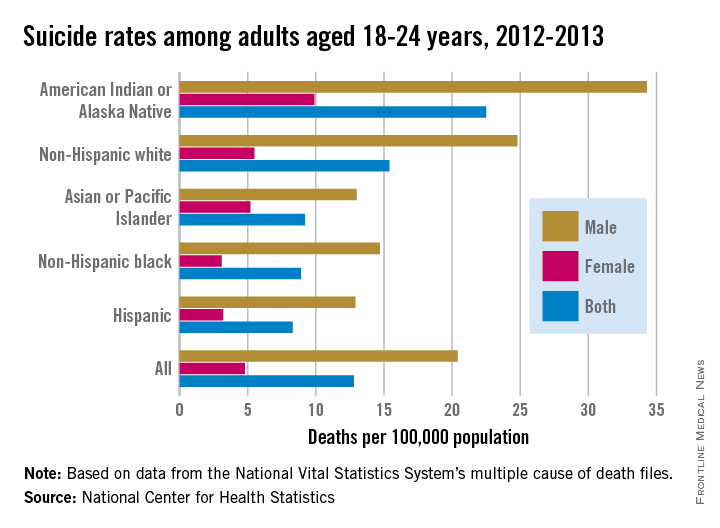 Suicide rates among adults aged 18-24 years, 2012-2013
American Indian or
Alaska Native
Non-Hispanic white
Asian or Pacific
Islander
Non-Hispanic black
Hispanic
All
Male
Female
Both
0 5 10 15 20 25 30 35
Deaths per 100,000 population
Note: Based on data from the National Vital Statistics System's multiple cause of death files.
Source: National Center for Health Statistics
Frontline Medical News